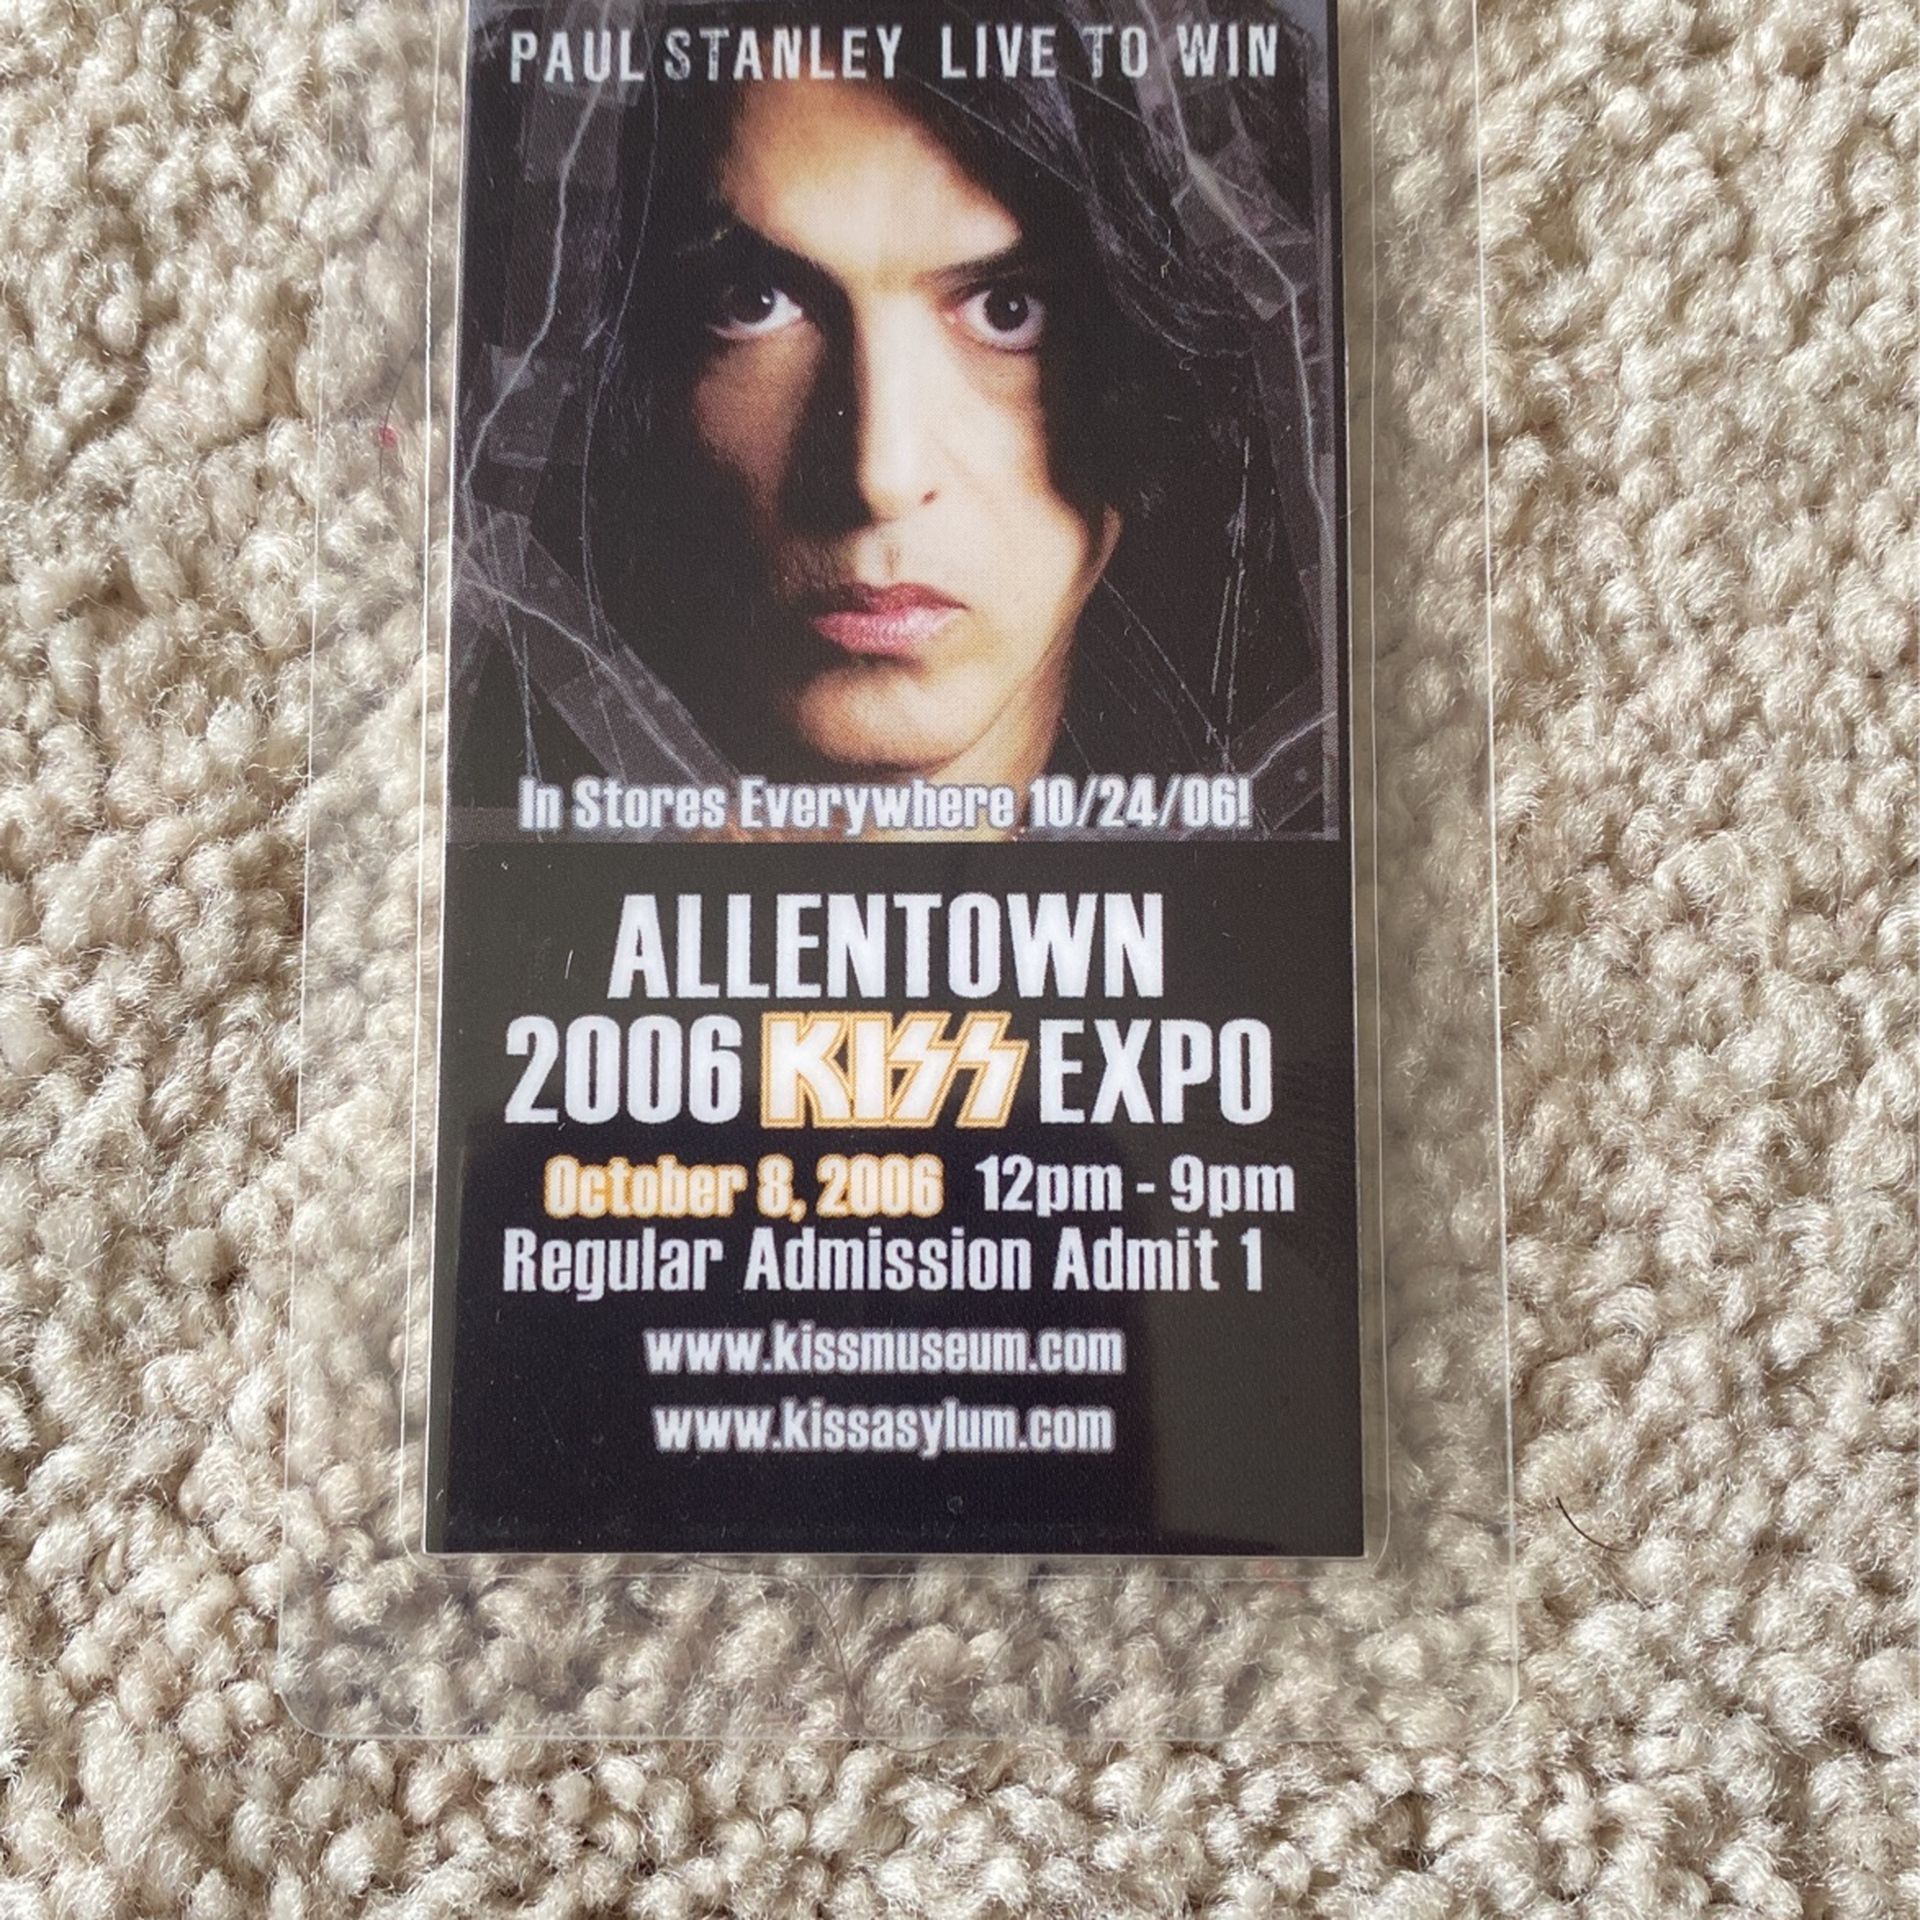 PAUL STANLEY LIVE TO WIN
In Stores Everywhere 10/24/06!
ALLENTOWN
2006 KISS EXPO
October 8, 2006 12pm - 9pm
Regular Admission Admit 1
www.kissmuseum.com
www.kissasylum.com